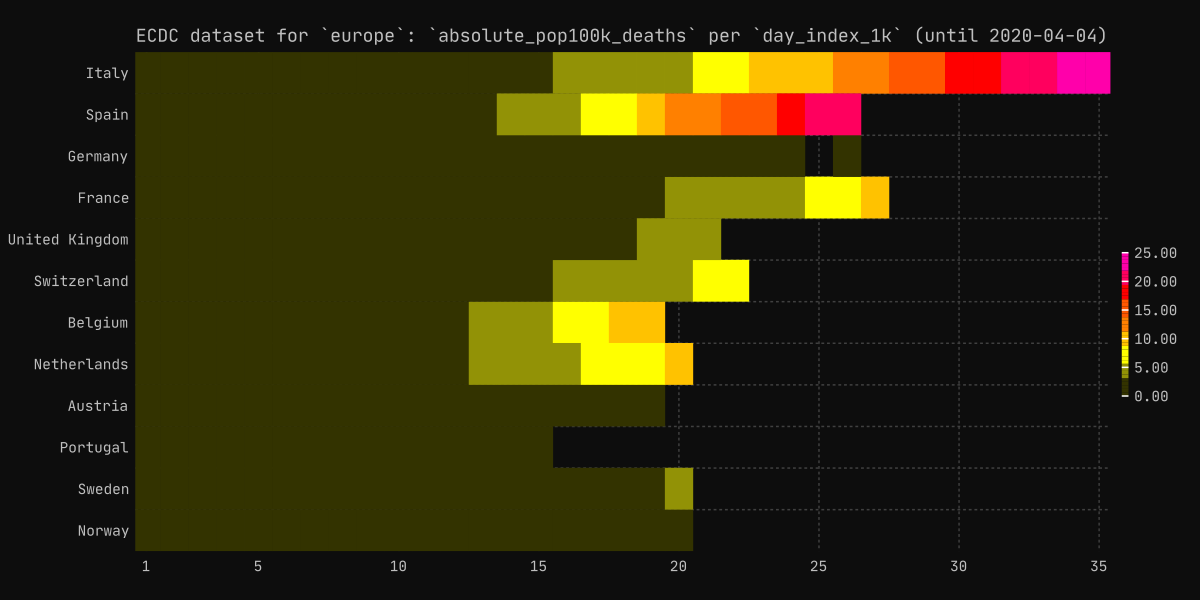 ECDC dataset for `europe`: `absolute_pop100k_deaths` per `day_index_1k` (until 2020-04-04)
Italy
Spain
Germany
France
United Kingdom
Switzerland
Belgium
Netherlands
Austria
Portugal
Sweden
Norway
1 5 10 15 20 25 30 35
25.00
20.00
15.00
10.00
5.00
0.00